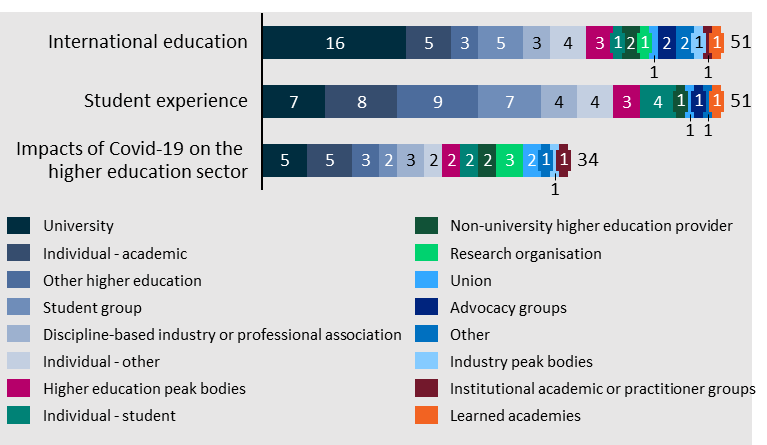 International education 16 5 3 5 3 4 3 1 2 1 2 2 1 1 51
1 1
Student experience 7 8 9 7 4 4 3 4 1 1 1 51
1 1
Impacts of Covid-19 on the
higher education sector 5 5 3 2 3 2 2 2 2 3 2 1 1 34
1
University
Individual - academic
Other higher education
Student group
Discipline-based industry or professional association
Individual - other
Higher education peak bodies
Individual - student
Non-university higher education provider
Research organisation
Union
Advocacy groups
Other
Industry peak bodies
Institutional academic or practitioner groups
Learned academies